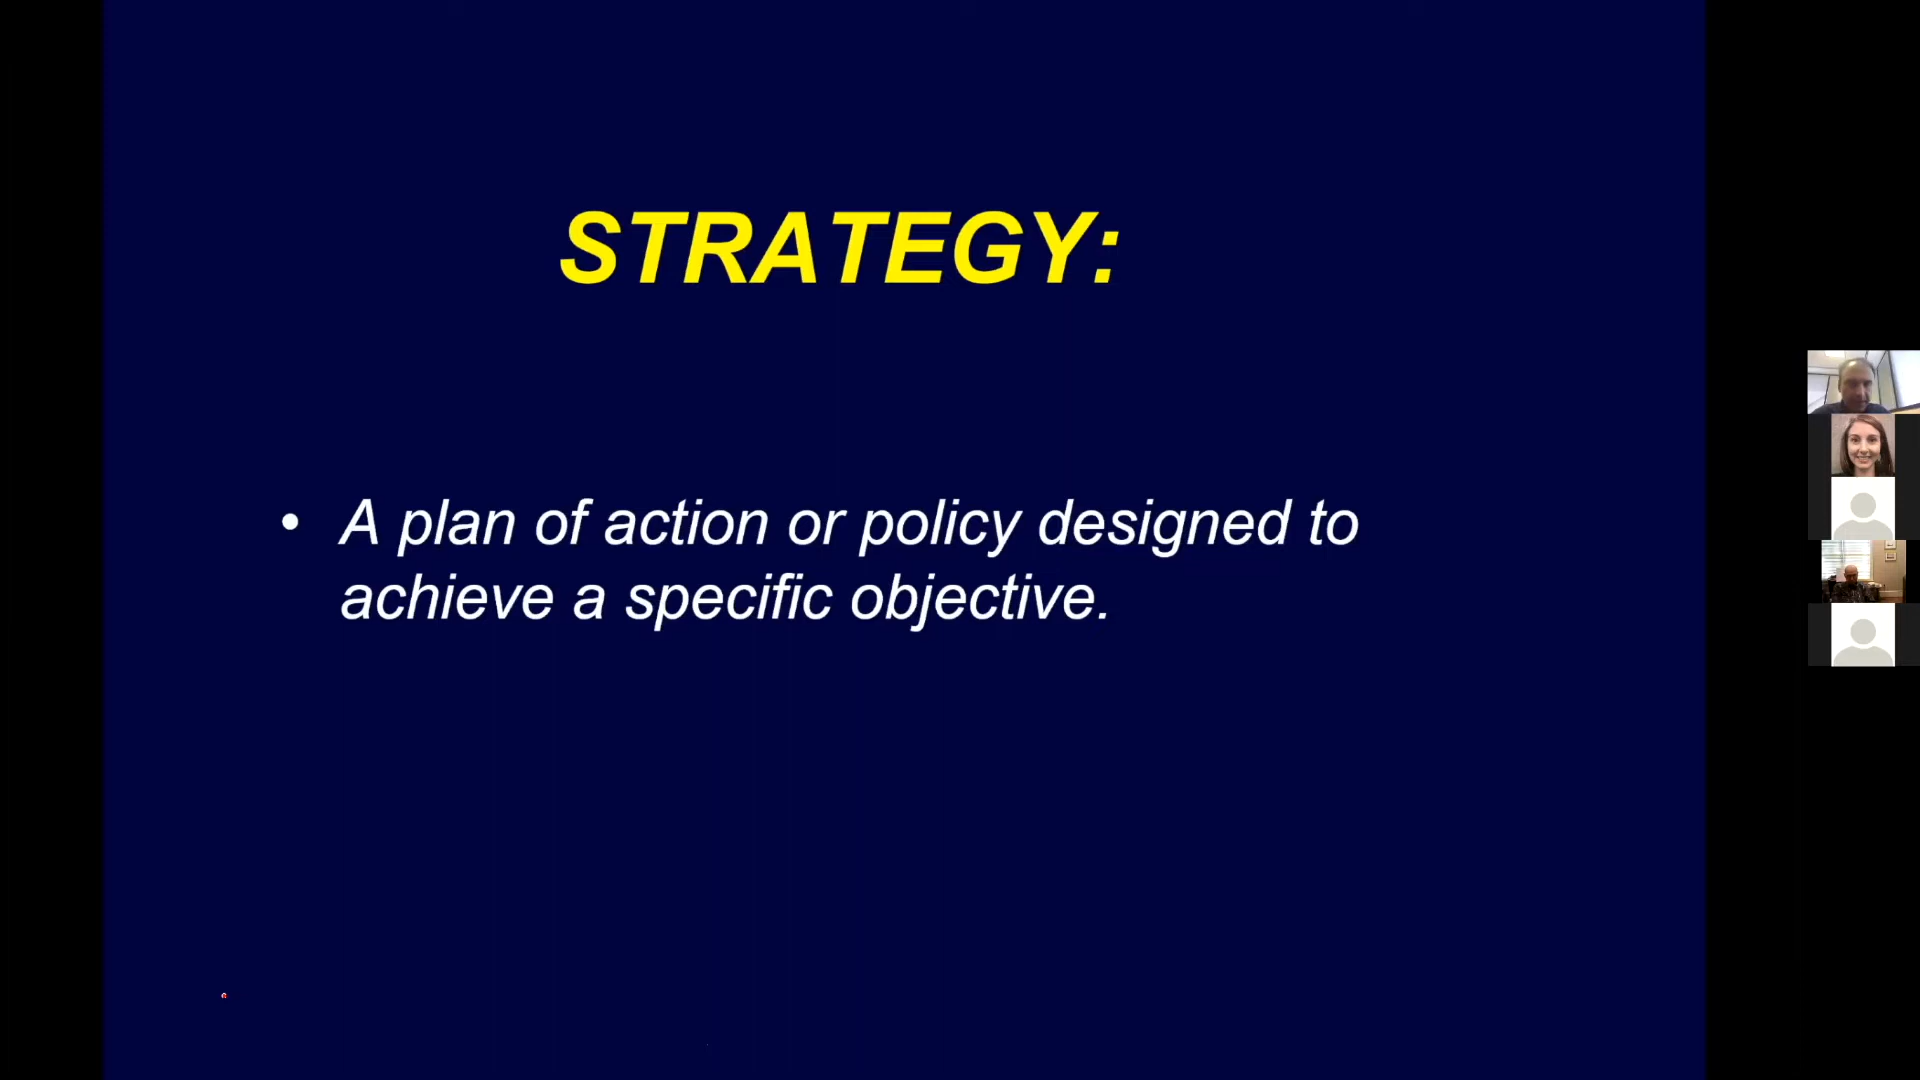 STRATEGY:
• A plan of action or policy designed to
achieve a specific objective.